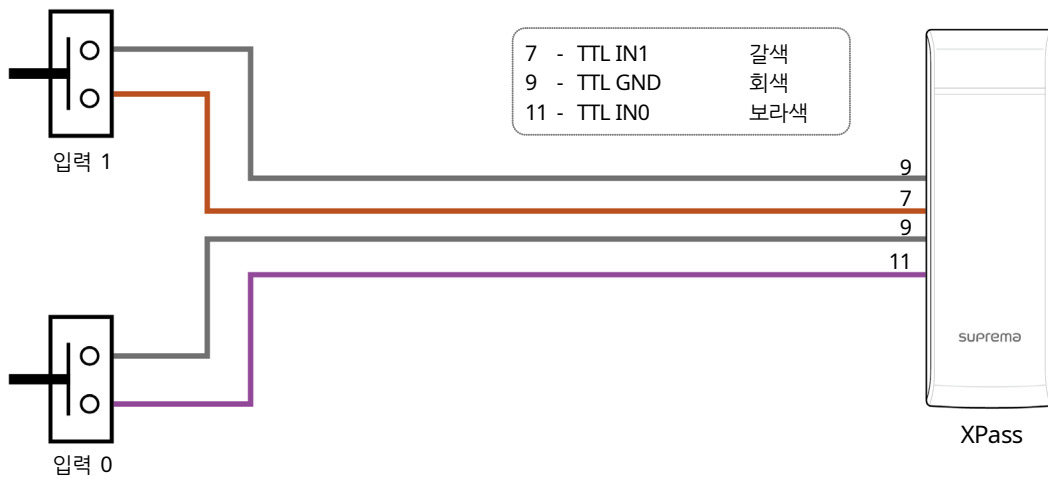 7 - TTL IN1 갈색
9 - TTL GND 회색
11 - TTL IN0 보라색
입력 1
9
7
9
11
suprema
XPass
입력 0